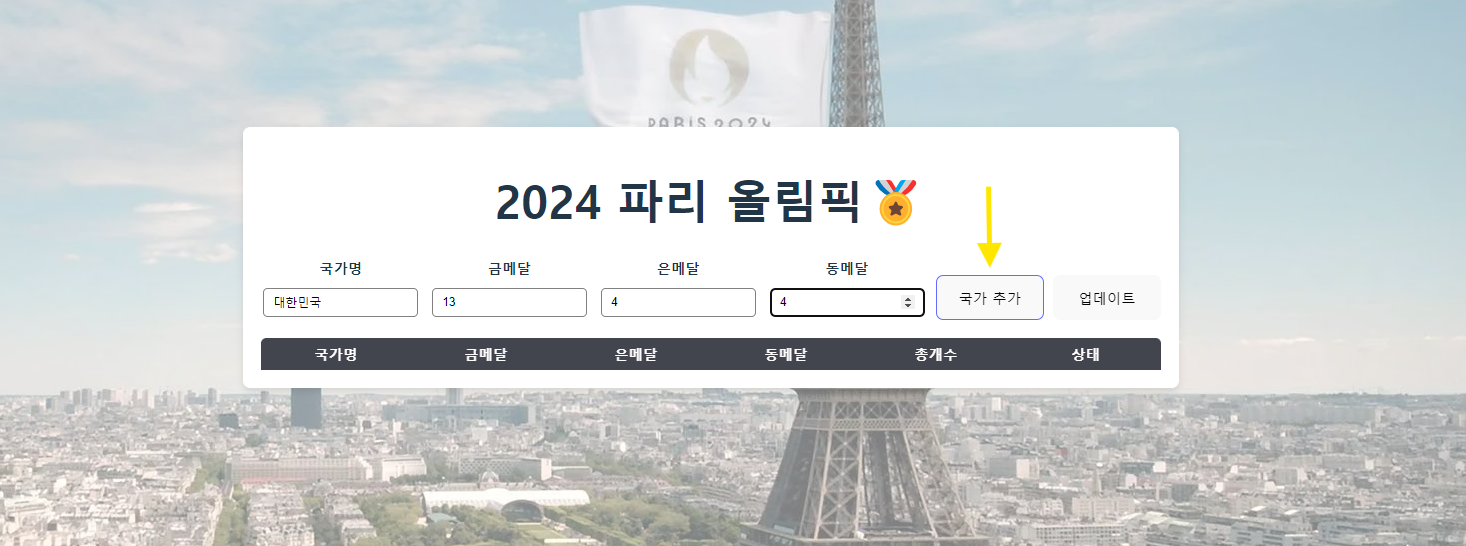 PARIS 2024
2024 파리 올림픽
국가명 금메달 은메달 동메달
대한민국 13 4 4 국가 추가 업데이트
국가명 금메달 은메달 동메달 총개수 상태